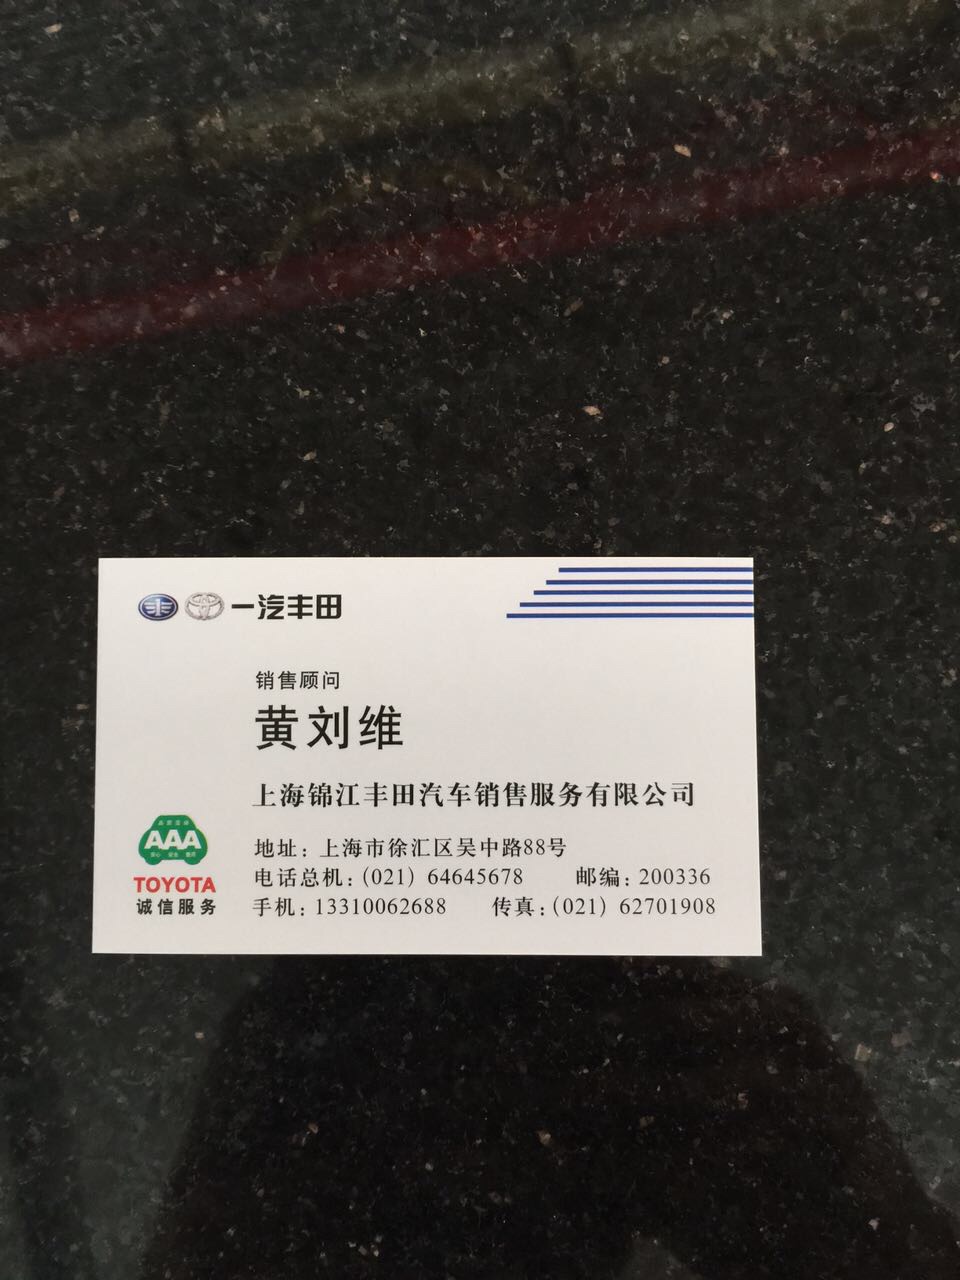 一汽丰田
销售顾问
黄刘维
上海锦江丰田汽车销售服务有限公司
AAA
TOYOTA
诚信服务
地址：上海市徐汇区吴中路88号
电话总机：(021) 64645678 邮编：200336
手机：13310062688 传真：(021) 62701908